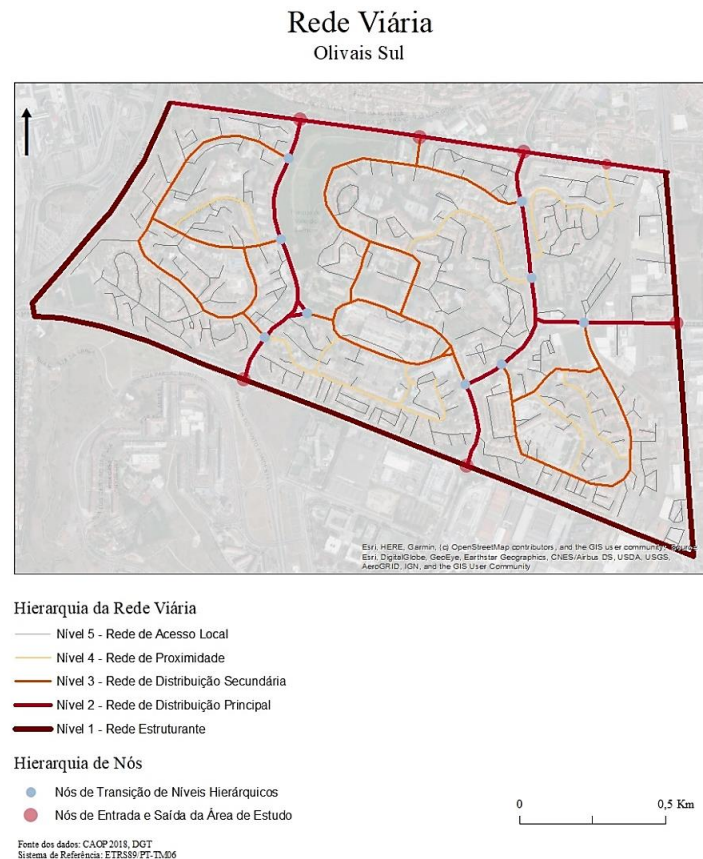 Rede Viária
Olivais Sul
Esri, HERE, Garmin, (c) OpenStreetMap contributors, and the GIS user community, Source:
Esri, DigitalGlobe, GeoEye, Earthstar Geographics, CNES/Airbus DS, USDA, USGS,
AeroGRID, IGN, and the GIS User Community
Hierarquia da Rede Viária
Nível 5 - Rede de Acesso Local
Nível 4 - Rede de Proximidade
Nível 3 - Rede de Distribuição Secundária
Nível 2 - Rede de Distribuição Principal
Nível 1 - Rede Estruturante
Hierarquia de Nós
Nós de Transição de Níveis Hierárquicos
Nós de Entrada e Saída da Área de Estudo
0 0,5 Km
Fonte dos dados: CAOP 2018, DGT
Sistema de Referência: ETRS89/PT-TM06